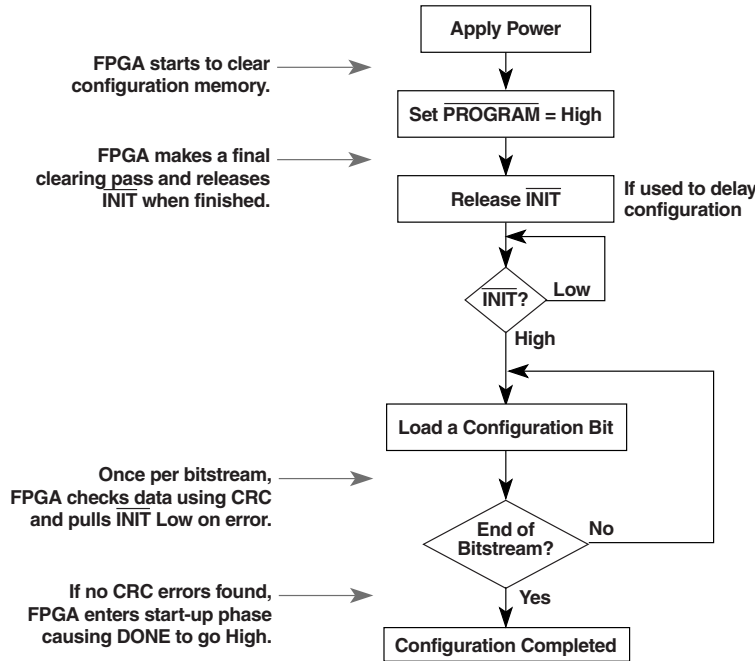 Apply Power
FPGA starts to clear
configuration memory.
Set PROGRAM = High
FPGA makes a final
clearing pass and releases
INIT when finished.
Release INIT
If used to delay
configuration
INIT?
Low
High
Load a Configuration Bit
Once per bitstream,
FPGA checks data using CRC
and pulls INIT Low on error.
End of
Bitstream?
No
Yes
If no CRC errors found,
FPGA enters start-up phase
causing DONE to go High.
Configuration Completed